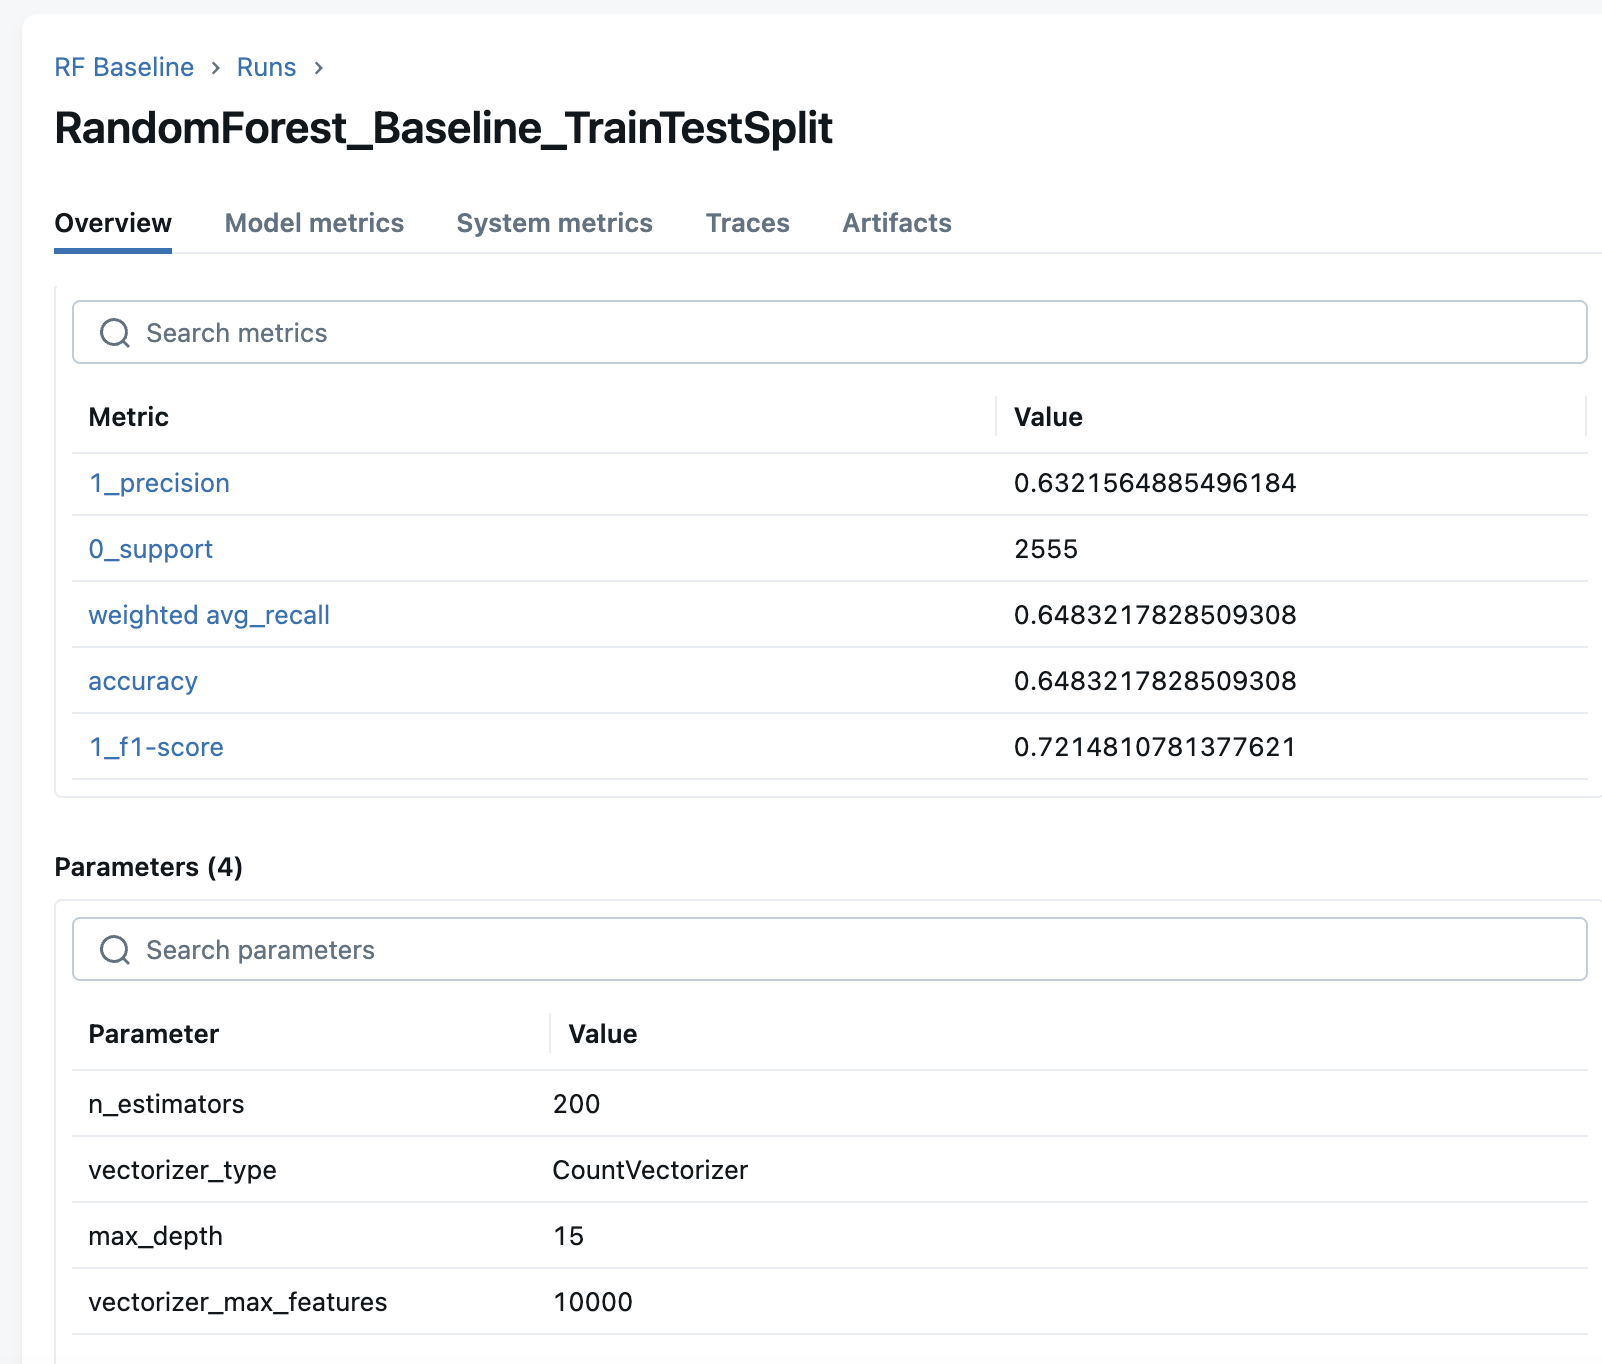 RF Baseline > Runs >
RandomForest_Baseline_TrainTestSplit
Overview Model metrics System metrics Traces Artifacts
Search metrics
Metric Value
1_precision 0.6321564885496184
0_support 2555
weighted avg_recall 0.6483217828509308
accuracy 0.6483217828509308
1_f1-score 0.7214810781377621
Parameters (4)
Search parameters
Parameter Value
n_estimators 200
vectorizer_type CountVectorizer
max_depth 15
vectorizer_max_features 10000